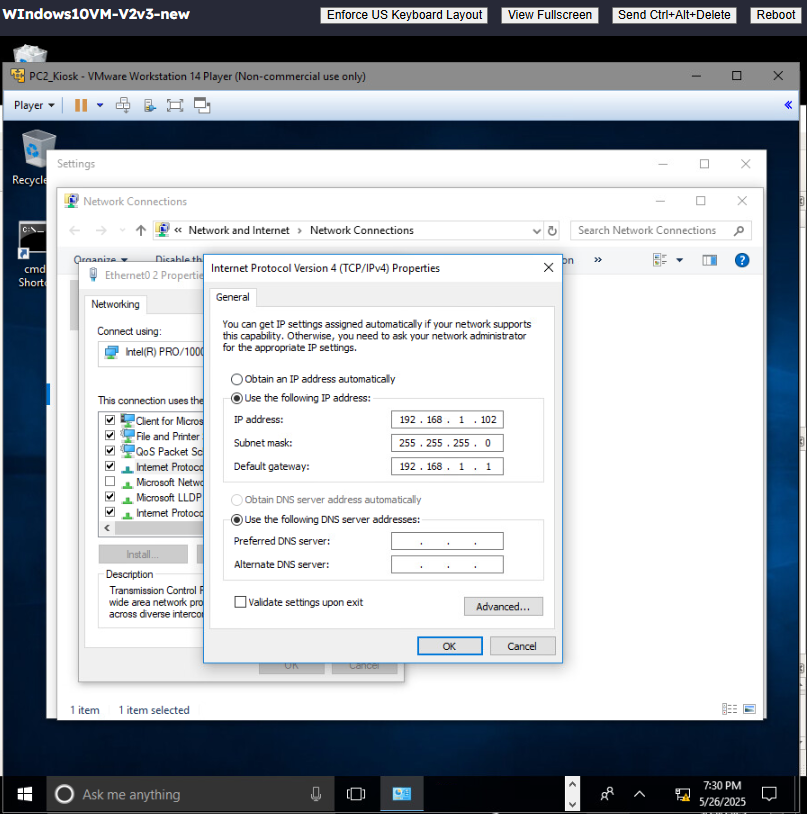 WIndows10VM-V2v3-new
Enforce US Keyboard Layout
View Fullscreen
Send Ctrl+Alt+Delete
Reboot
PC2_Kiosk - VMware Workstation 14 Player (Non-commercial use only)
Player
Recycle
cmd
Shortc
Settings
Network Connections
« Network and Internet › Network Connections
Search Network Connections
Organize
Disable th
on
»
Ethernet0 2 Propertie
Networking
Connect using:
Intel(R) PRO/1000
This connection uses the
Client for Micros
File and Printer
QoS Packet Sc
Internet Protoco
Microsoft Netwo
Microsoft LLDP
Internet Protoco
Install...
Description
Transmission Control P
wide area network pro
across diverse intercon
OK
Cancel
Internet Protocol Version 4 (TCP/IPv4) Properties
General
You can get IP settings assigned automatically if your network supports
this capability. Otherwise, you need to ask your network administrator
for the appropriate IP settings.
Obtain an IP address automatically
Use the following IP address:
IP address:
192 . 168 . 1 . 102
Subnet mask:
255 . 255 . 255 . 0
Default gateway:
192 . 168 . 1 . 1
Obtain DNS server address automatically
Use the following DNS server addresses:
Preferred DNS server:
. . .
Alternate DNS server:
. . .
Validate settings upon exit
Advanced...
OK
Cancel
1 item
1 item selected
Ask me anything
7:30 PM
5/26/2025